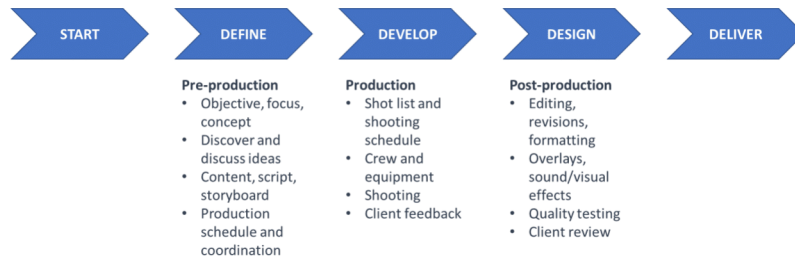 START
DEFINE
DEVELOP
DESIGN
DELIVER
Pre-production
• Objective, focus,
concept
• Discover and
discuss ideas
• Content, script,
storyboard
• Production
schedule and
coordination
Production
• Shot list and
shooting
schedule
• Crew and
equipment
• Shooting
• Client feedback
Post-production
• Editing,
revisions,
formatting
• Overlays,
sound/visual
effects
• Quality testing
• Client review